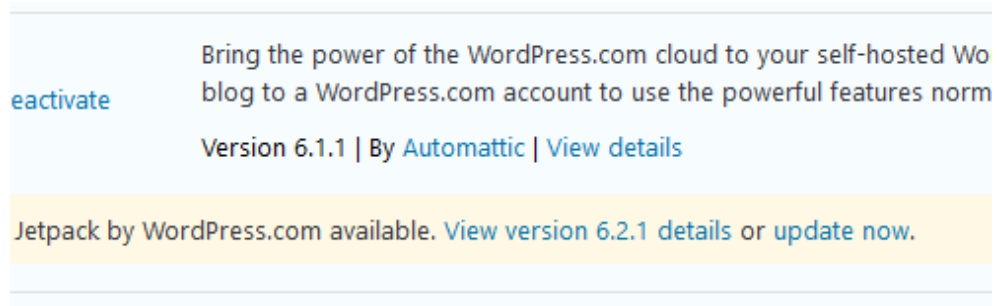 Bring the power of the WordPress.com cloud to your self-hosted Wo
eactivate blog to a WordPress.com account to use the powerful features norm
Version 6.1.1 | By Automattic | View details
Jetpack by WordPress.com available. View version 6.2.1 details or update now.